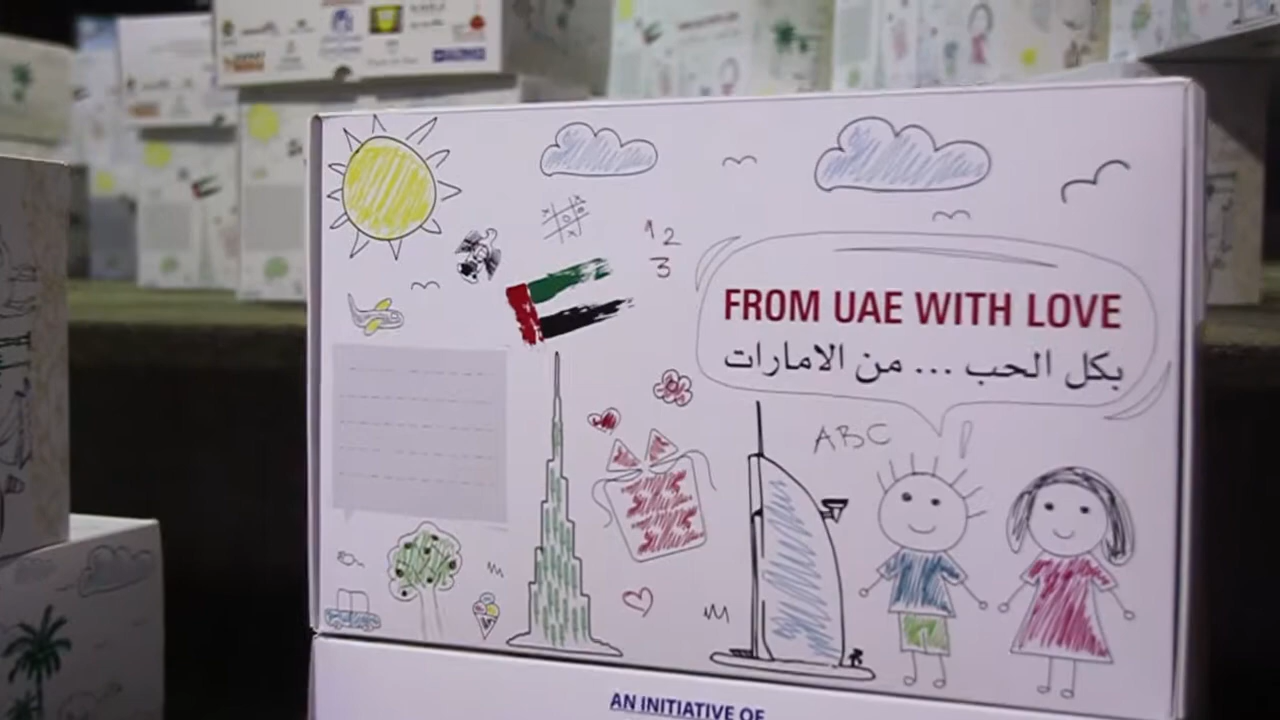 1 2
3
FROM UAE WITH LOVE
بكل الحب ... من الامارات
ABC
AN INITIATIVE OF